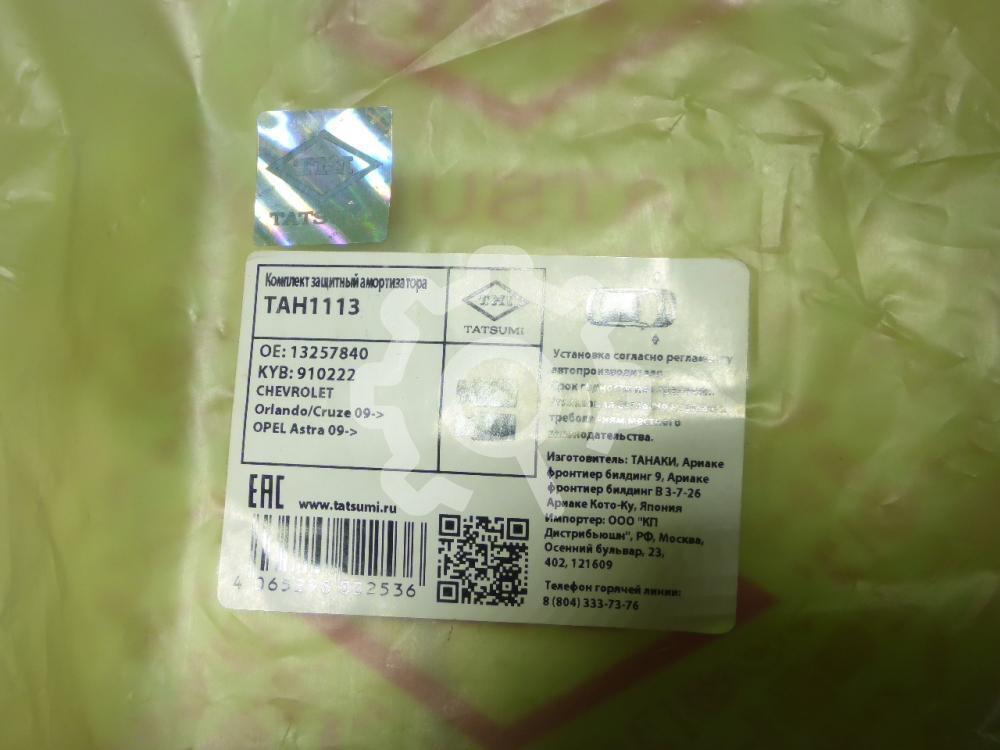 TATSUMI
Комплект защитный амортизатора
TAH1113
TATSUMI
OE: 13257840
KYB: 910222
CHEVROLET
Orlando/Cruze 09->
OPEL Astra 09->
EAC
www.tatsumi.ru
Установка согласно регламенту
автопроизводителя.
требованиям местного
законодательства.
Изготовитель: ТАНАКИ, Ариаке
фронтиер билдинг 9, Ариаке
фронтиер билдинг В 3-7-26
Ариаке Кото-Ку, Япония
Импортер: ООО "КП
Дистрибьюшн", РФ, Москва,
Осенний бульвар, 23,
402, 121609
Телефон горячей линии:
8 (804) 333-73-76